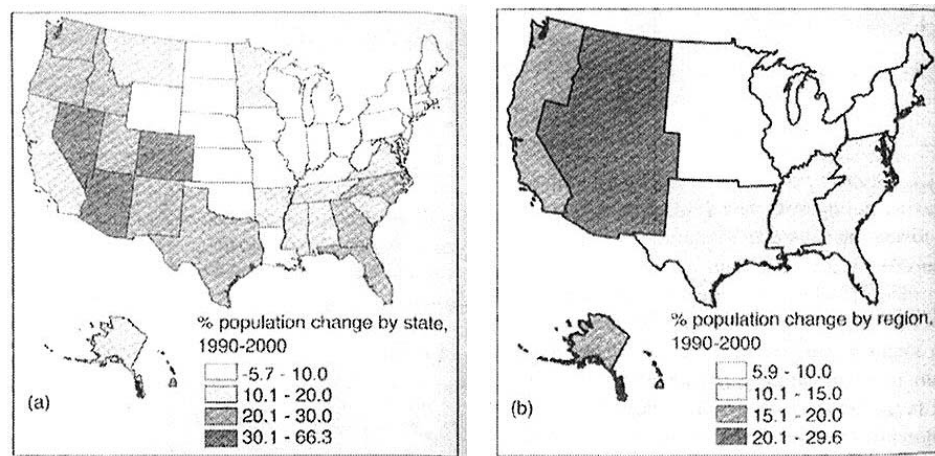 % population change by state,
1990-2000
-5.7 - 10.0
10.1 - 20.0
20.1 - 30.0
30.1 - 66.3
(a)
% population change by region,
1990-2000
5.9 - 10.0
10.1 - 15.0
15.1 - 20.0
20.1 - 29.6
(b)